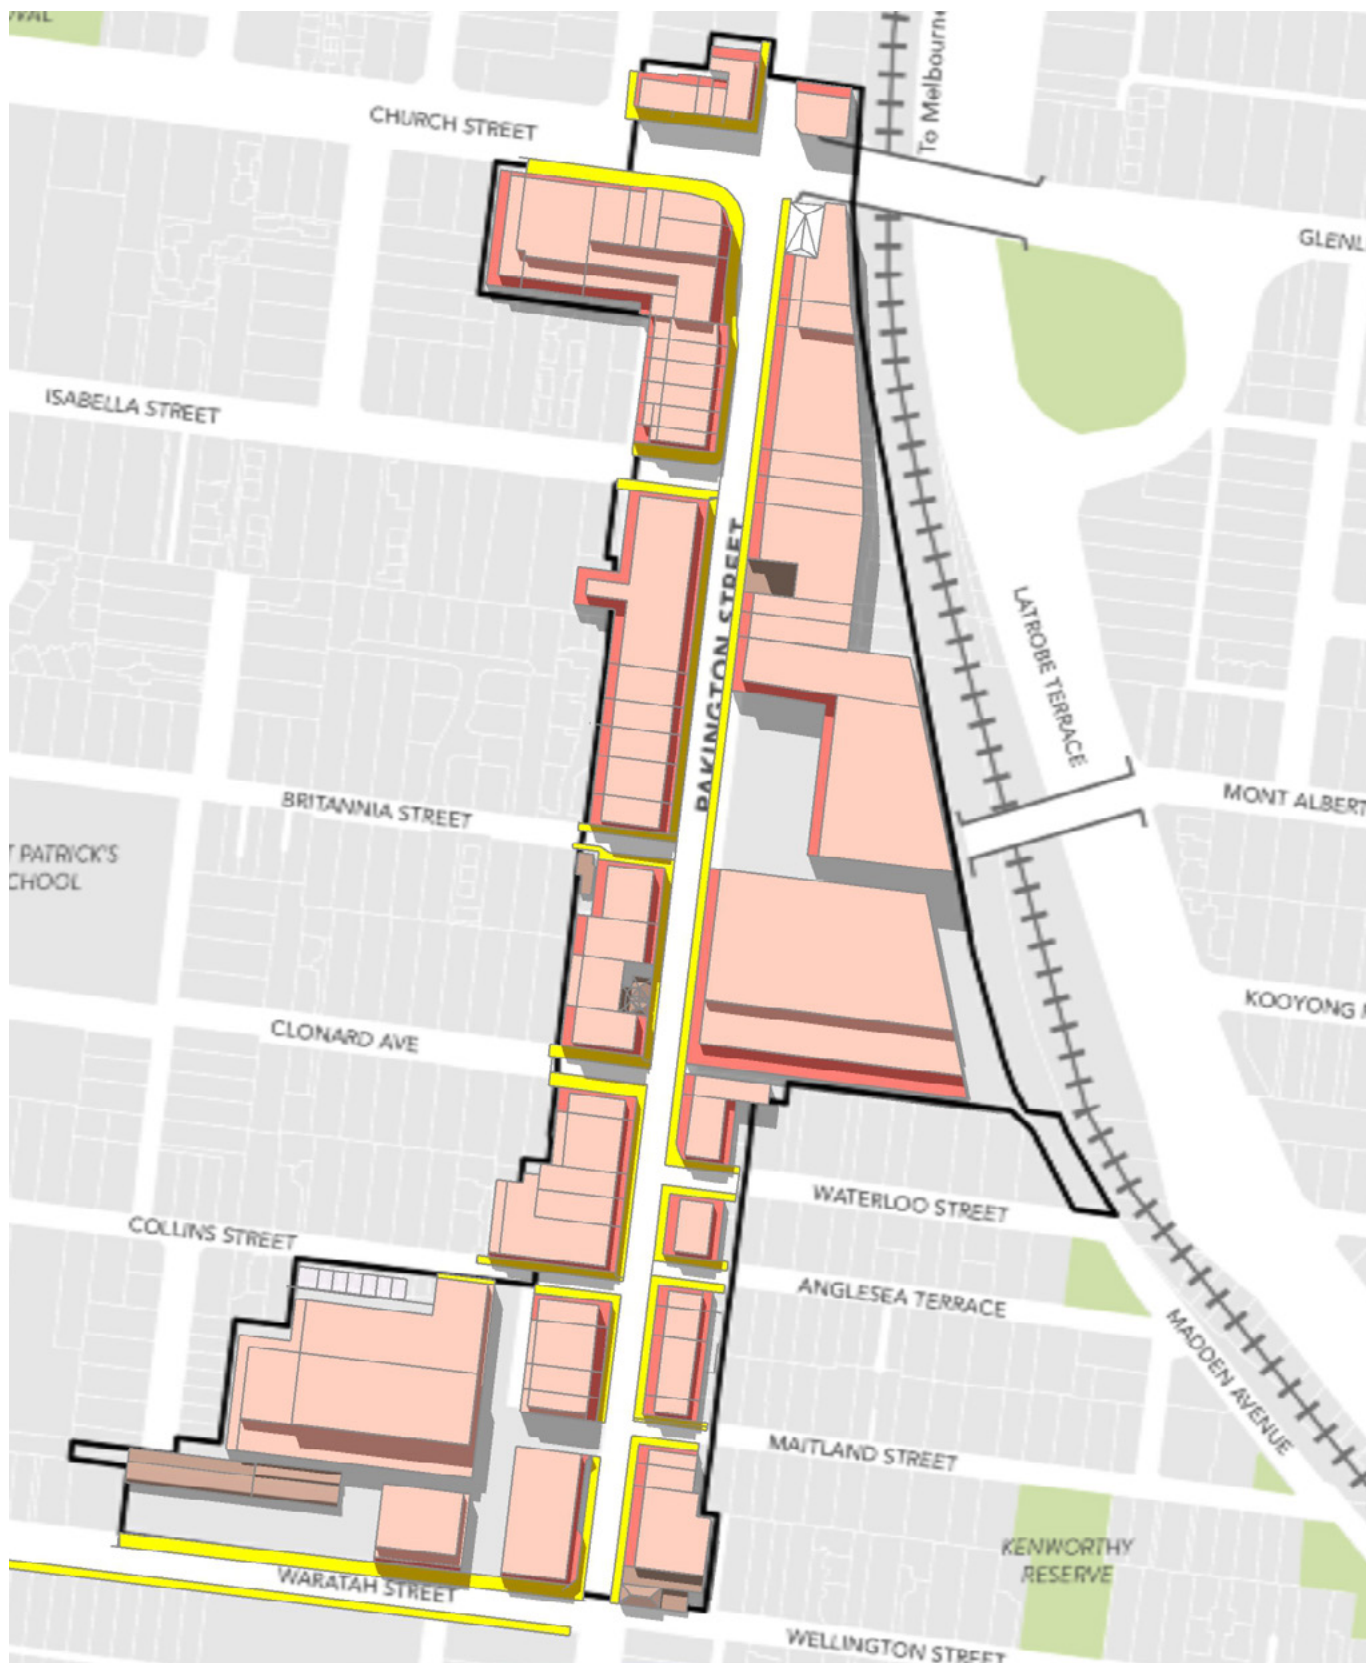 OVAL
To Melbourne
CHURCH STREET
GLENL
ISABELLA STREET
PAKINGTON STREET
LATROBE TERRACE
MONT ALBERT
BRITANNIA STREET
T PATRICK'S
CHOOL
KOOYONG
CLONARD AVE
WATERLOO STREET
COLLINS STREET
ANGLESEA TERRACE
MADDEN AVENUE
MAITLAND STREET
KENWORTHY
RESERVE
WARATAH STREET
WELLINGTON STREET